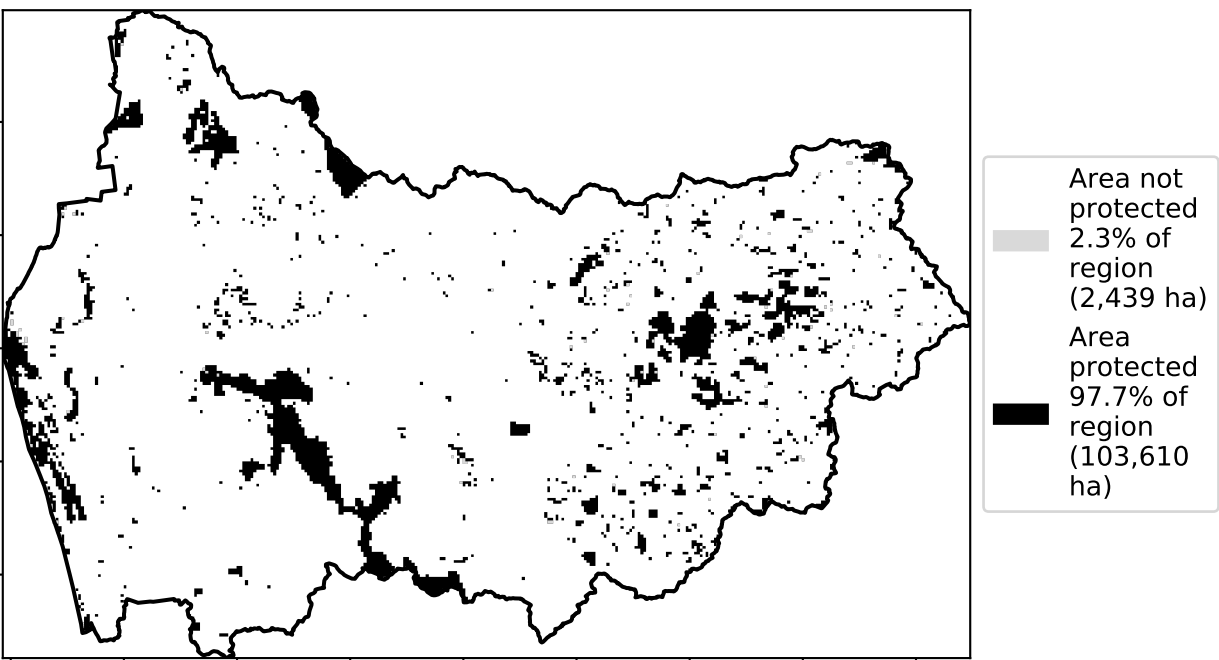 Area not
protected
2.3% of
region
(2,439 ha)
Area
protected
97.7% of
region
(103,610
ha)